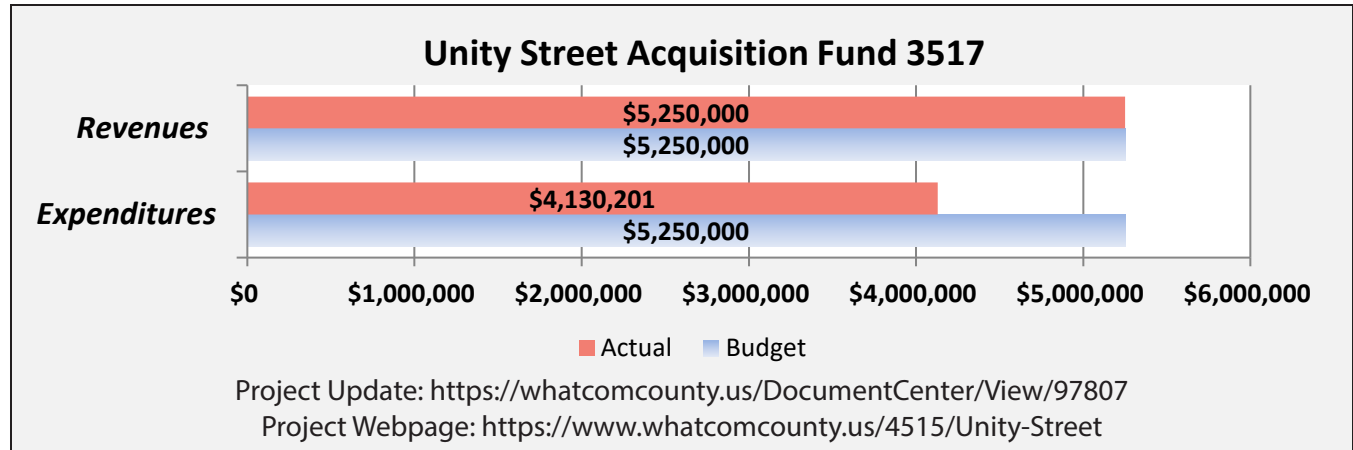 Unity Street Acquisition Fund 3517
Revenues
$5,250,000
$5,250,000
Expenditures
$4,130,201
$5,250,000
$0 $1,000,000 $2,000,000 $3,000,000 $4,000,000 $5,000,000 $6,000,000
Actual Budget
Project Update: https://whatcomcounty.us/DocumentCenter/View/97807
Project Webpage: https://www.whatcomcounty.us/4515/Unity-Street